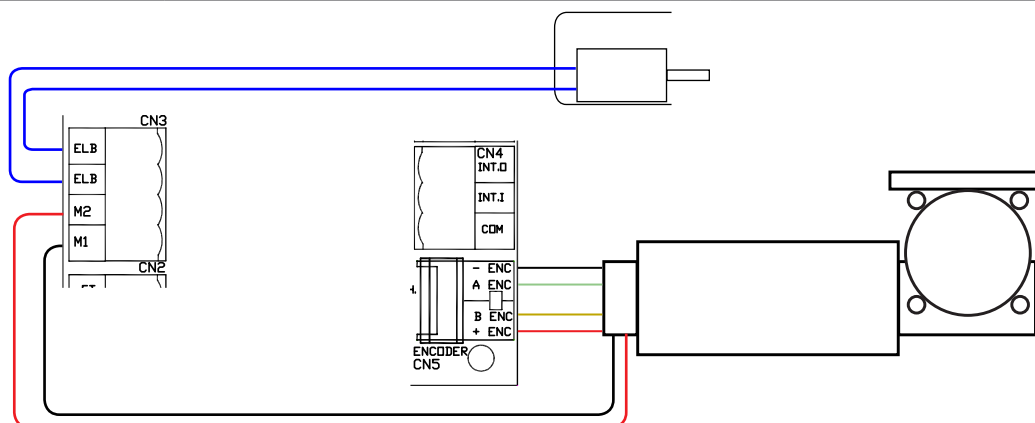 CN3
ELB
ELB
M2
M1
CN2
CN4
INT.O
INT.I
COM
- ENC
A ENC
B ENC
+ ENC
ENCODER
CN5